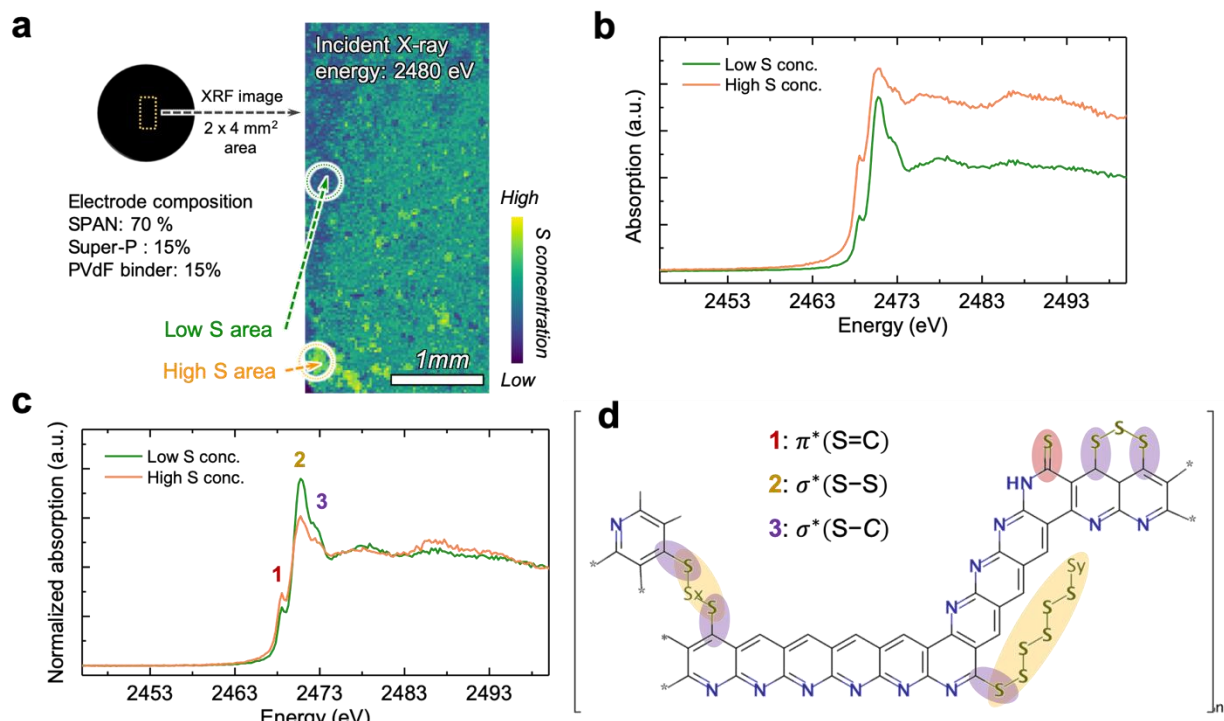 a
Incident X-ray
energy: 2480 eV
XRF image
2 x 4 mm²
area
Electrode composition
SPAN: 70 %
Super-P : 15%
PVdF binder: 15%
Low S area
High S area
High
S concentration
Low
1mm
b
Low S conc.
High S conc.
Absorption (a.u.)
2453 2463 2473 2483 2493
Energy (eV)
c
Low S conc.
High S conc.
1
2
3
Normalized absorption (a.u.)
2453 2463 2473 2483 2493
Energy (eV)
d
1: π*(S=C)
2: σ*(S−S)
3: σ*(S−C)
S
S
S
S
HN
N
N
N
N
N
N
S
Sx
S
Sy
S
S
S
S
S
S
S
N
N
N
N
N
N
*
*
*
*
*
*
n